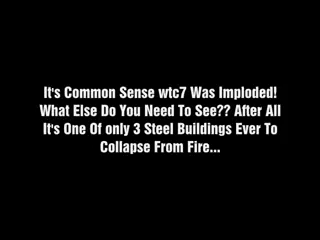 It's Common Sense wtc7 Was Imploded!
What Else Do You Need To See?? After All
It's One Of only 3 Steel Buildings Ever To
Collapse From Fire...